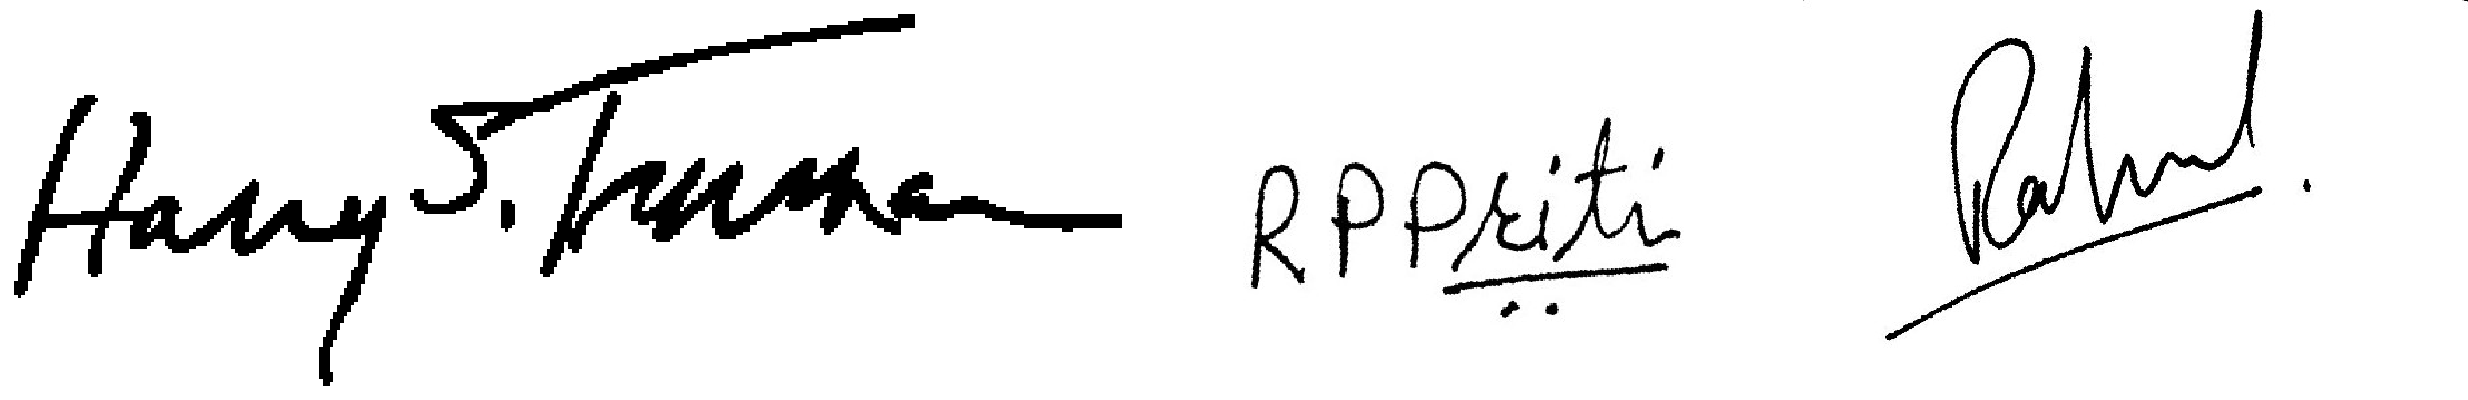 Harry S. Truman RPPriti Rahul